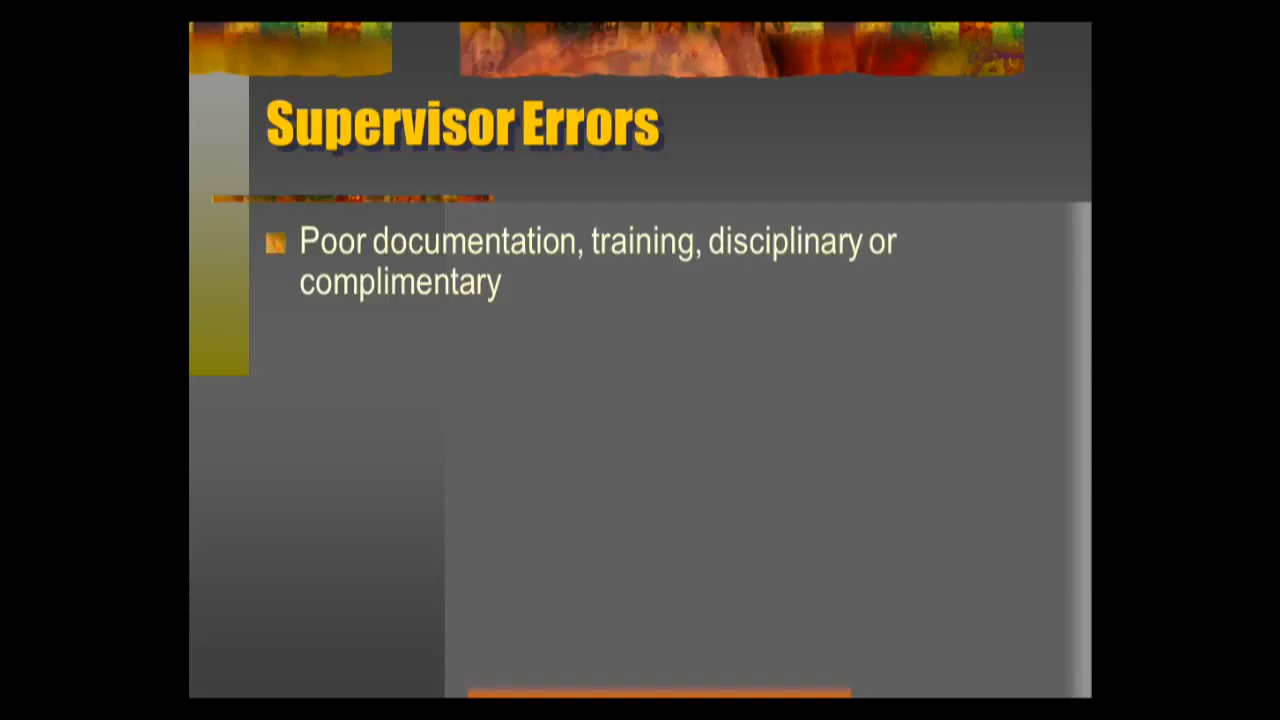 Supervisor Errors
Poor documentation, training, disciplinary or
complimentary